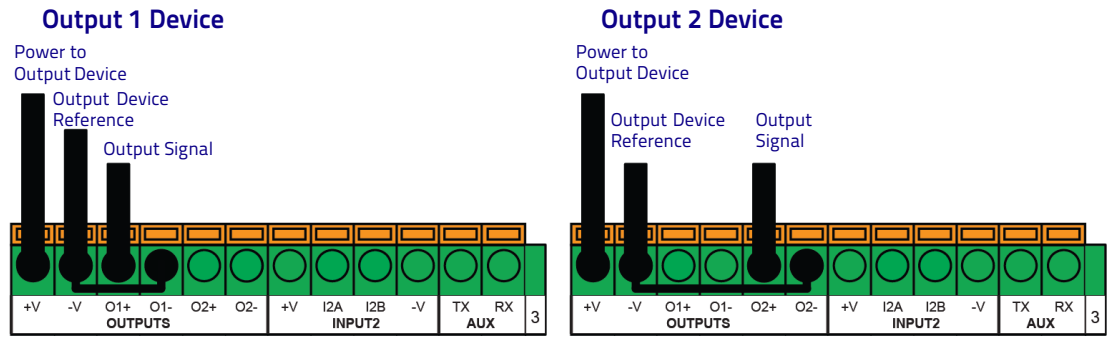 Output 1 Device
Power to
Output Device
Output Device
Reference
Output Signal
+V -V O1+ O1- O2+ O2- +V I2A I2B -V TX RX 3
OUTPUTS INPUT2 AUX
Output 2 Device
Power to
Output Device
Output Device
Reference
Output
Signal
+V -V O1+ O1- O2+ O2- +V I2A I2B -V TX RX 3
OUTPUTS INPUT2 AUX